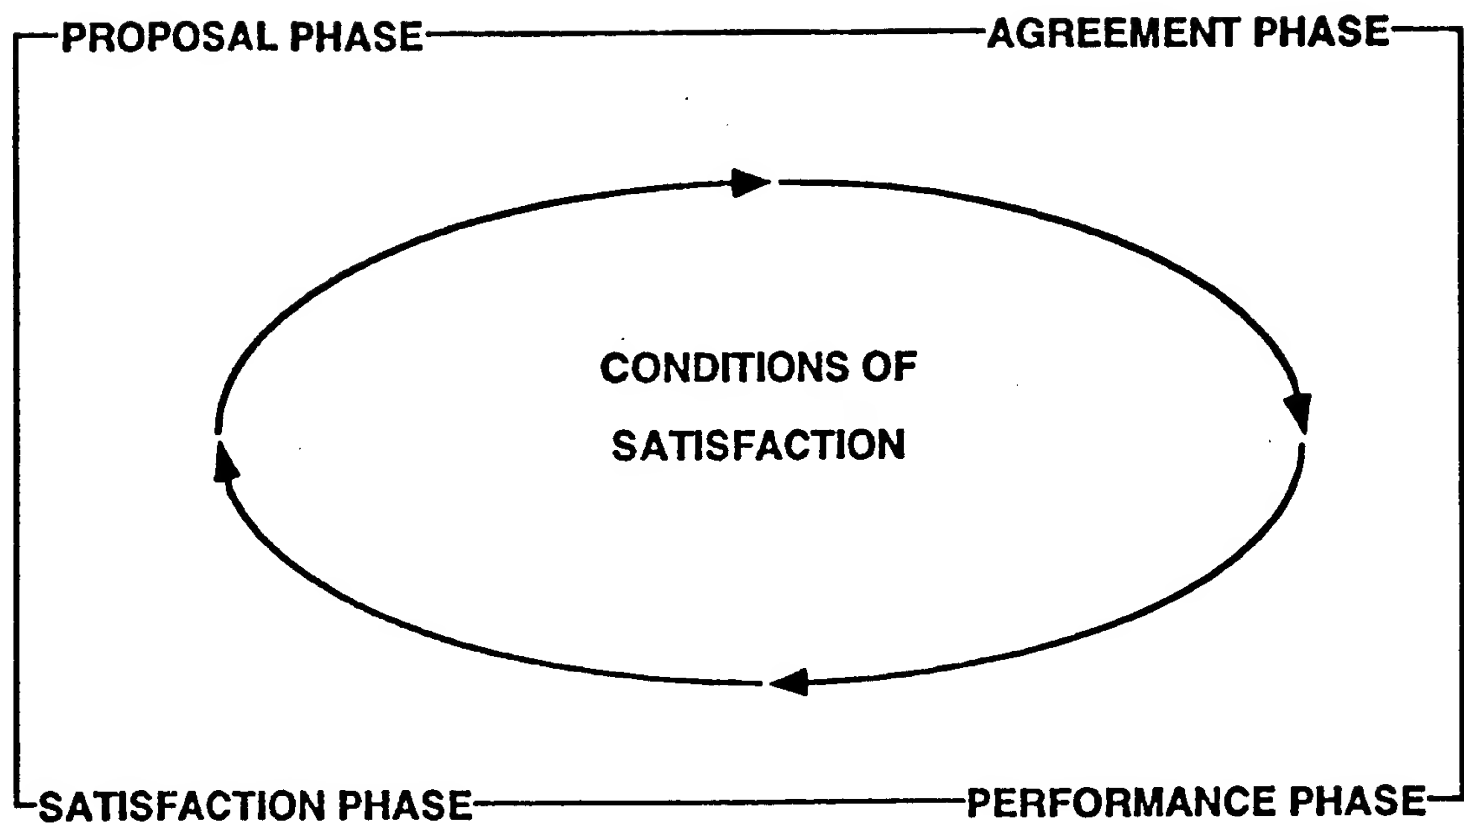 PROPOSAL PHASE
AGREEMENT PHASE
CONDITIONS OF
SATISFACTION
SATISFACTION PHASE
PERFORMANCE PHASE